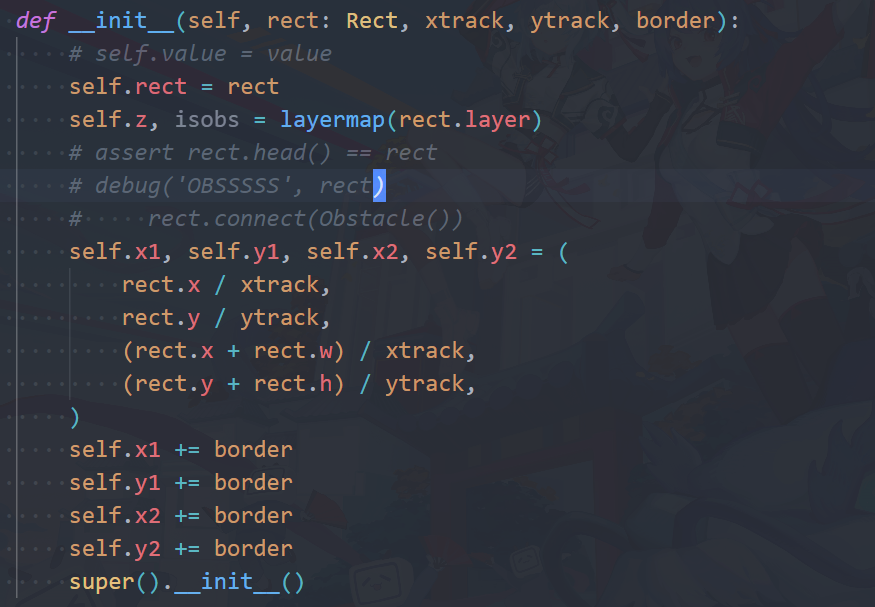 def __init__(self, rect: Rect, xtrack, ytrack, border):
    # self.value = value
    self.rect = rect
    self.z, isobs = layermap(rect.layer)
    # assert rect.head() == rect
    # debug('OBSSSSS', rect)
    #     rect.connect(Obstacle())
    self.x1, self.y1, self.x2, self.y2 = (
        rect.x / xtrack,
        rect.y / ytrack,
        (rect.x + rect.w) / xtrack,
        (rect.y + rect.h) / ytrack,
    )
    self.x1 += border
    self.y1 += border
    self.x2 += border
    self.y2 += border
    super().__init__()